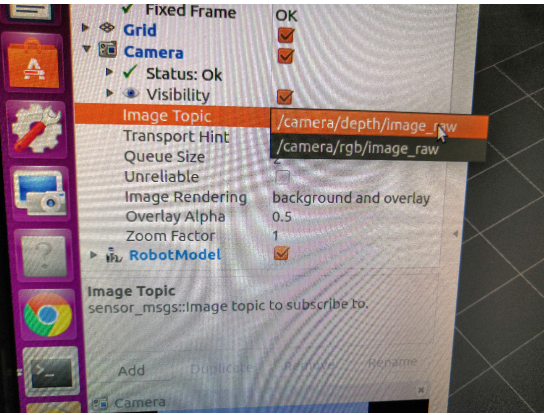 Fixed Frame OK
Grid
Camera
Status: Ok
Visibility
Image Topic /camera/depth/image_raw
Transport Hint /camera/rgb/image_raw
Queue Size 2
Unreliable
Image Rendering background and overlay
Overlay Alpha 0.5
Zoom Factor 1
RobotModel
Image Topic
sensor_msgs::Image topic to subscribe to.
Add Duplicate Remove Rename
Camera